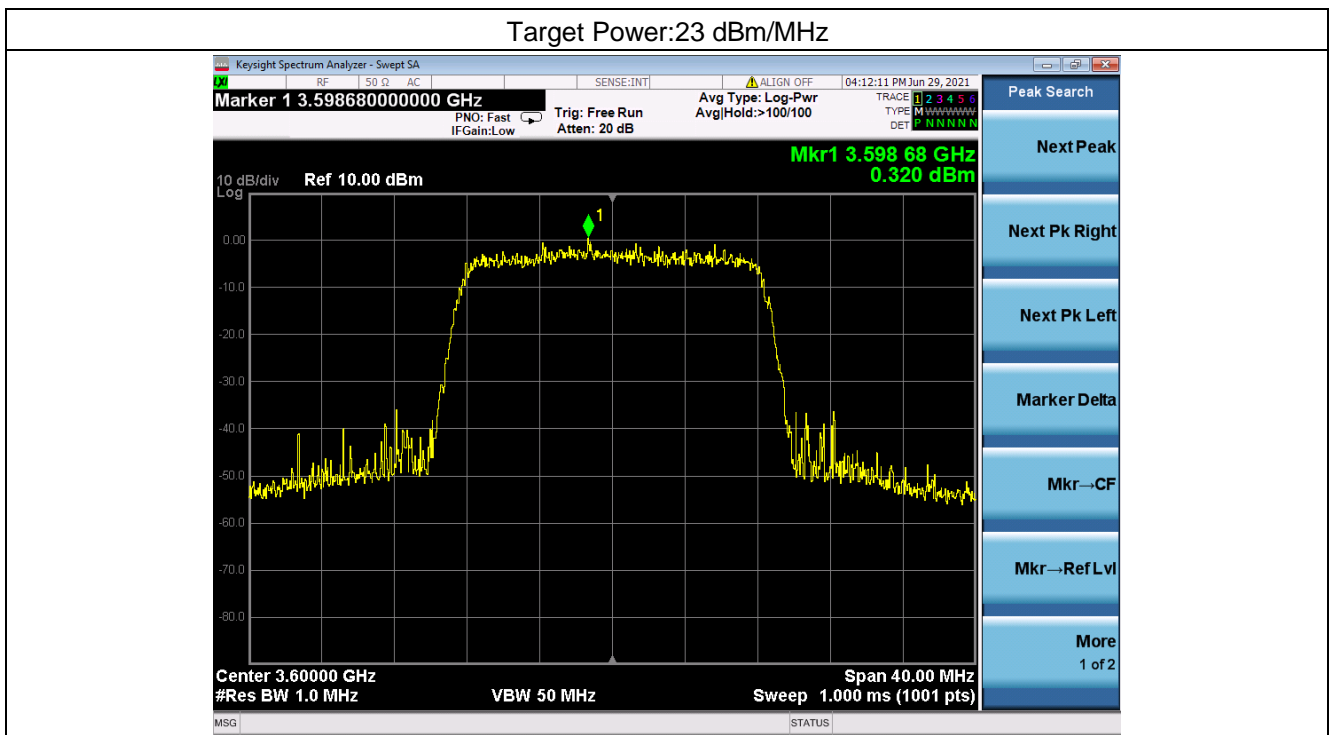 Target Power:23 dBm/MHz
Keysight Spectrum Analyzer - Swept SA
RF 50 Ω AC SENSE:INT ALIGN OFF 04:12:11 PM Jun 29, 2021
Marker 1 3.598680000000 GHz
PNO: Fast
IFGain:Low
Trig: Free Run
Atten: 20 dB
Avg Type: Log-Pwr
Avg|Hold:>100/100
TRACE 1 2 3 4 5 6
TYPE M WWWWW
DET P N N N N N
Peak Search
Mkr1 3.598 68 GHz
0.320 dBm
10 dB/div Ref 10.00 dBm
Log
1
0.00
-10.0
-20.0
-30.0
-40.0
-50.0
-60.0
-70.0
-80.0
Center 3.60000 GHz Span 40.00 MHz
#Res BW 1.0 MHz VBW 50 MHz Sweep 1.000 ms (1001 pts)
Next Peak
Next Pk Right
Next Pk Left
Marker Delta
Mkr→CF
Mkr→Ref Lvl
More
1 of 2
MSG STATUS